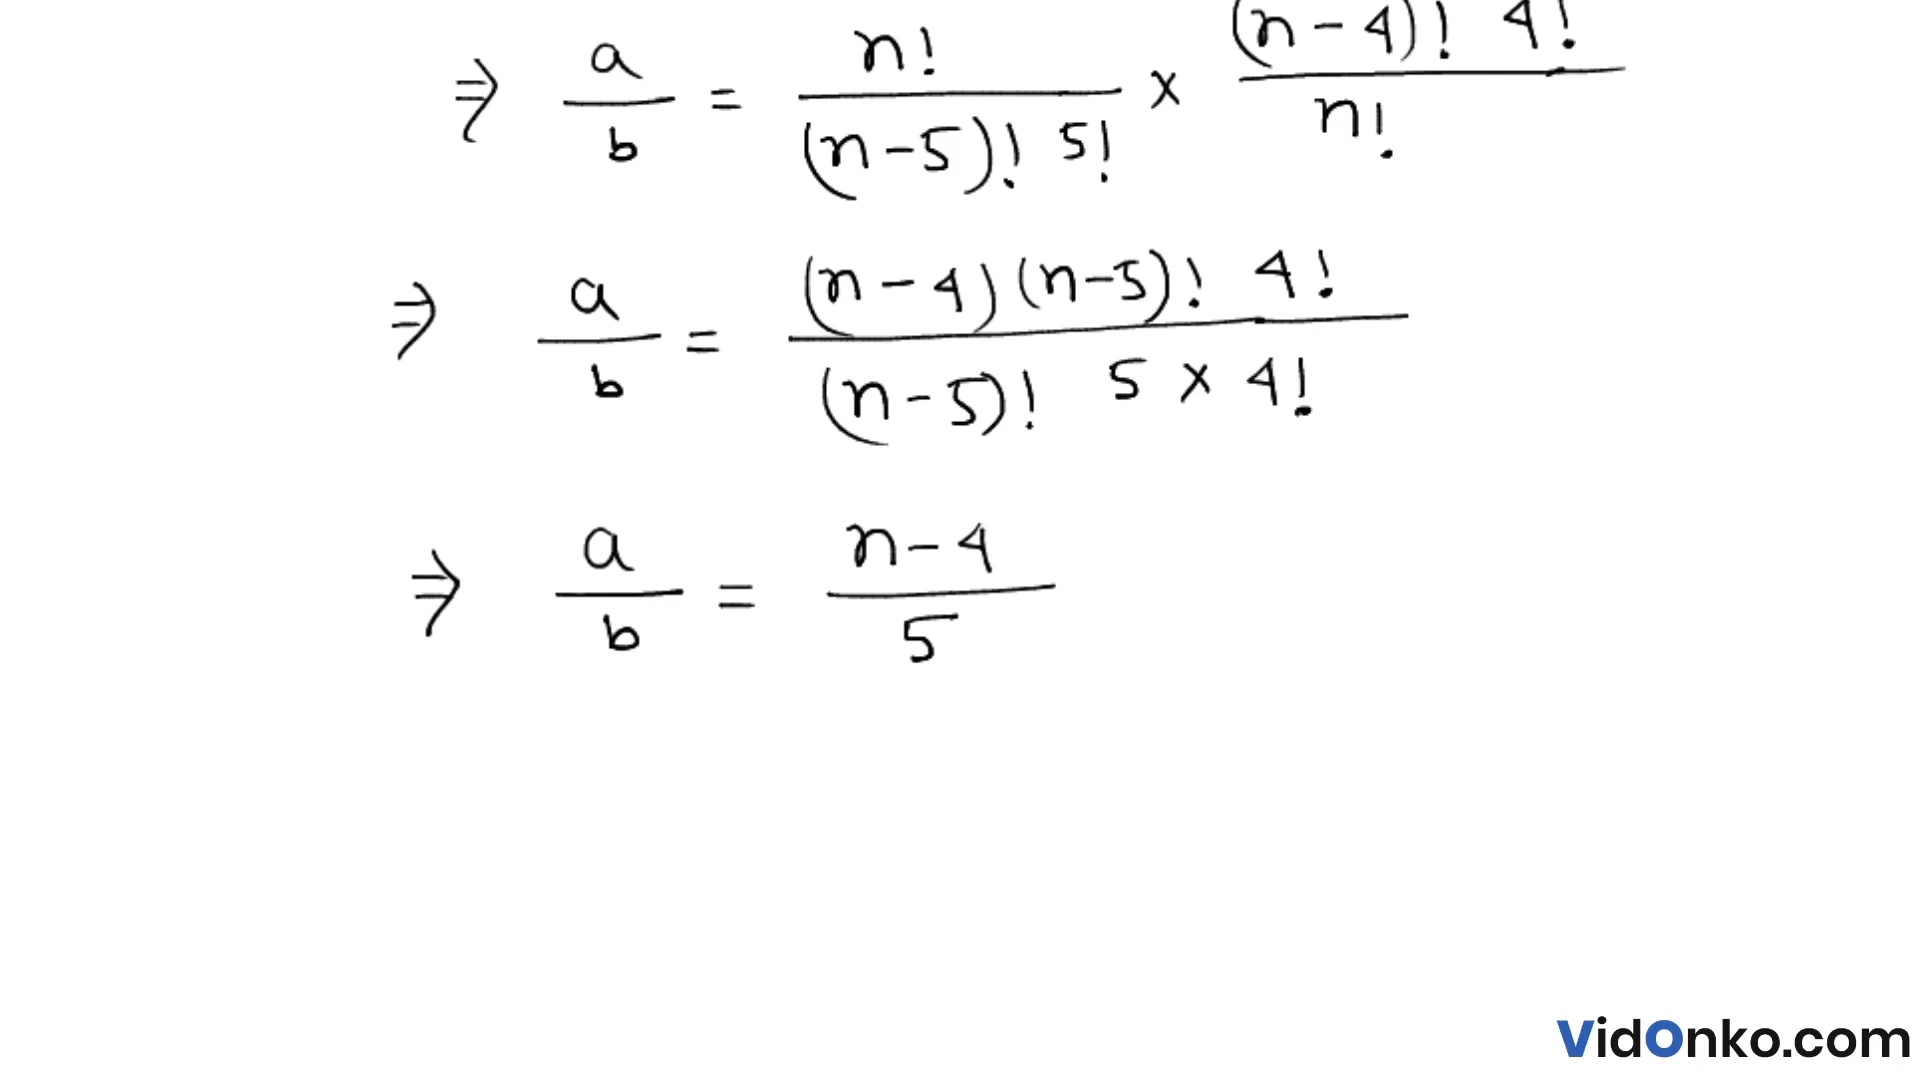 ⇒ a/b = n!/((n-5)! 5!) × ((n-4)! 4!)/n!
⇒ a/b = ((n-4)(n-5)! 4!)/((n-5)! 5 × 4!)
⇒ a/b = (n-4)/5
VidOnko.com